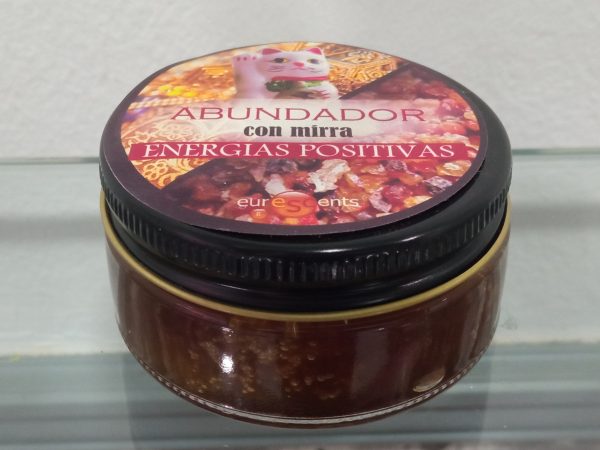 ABUNDADOR
con mirra
ENERGIAS POSITIVAS
eurEScents